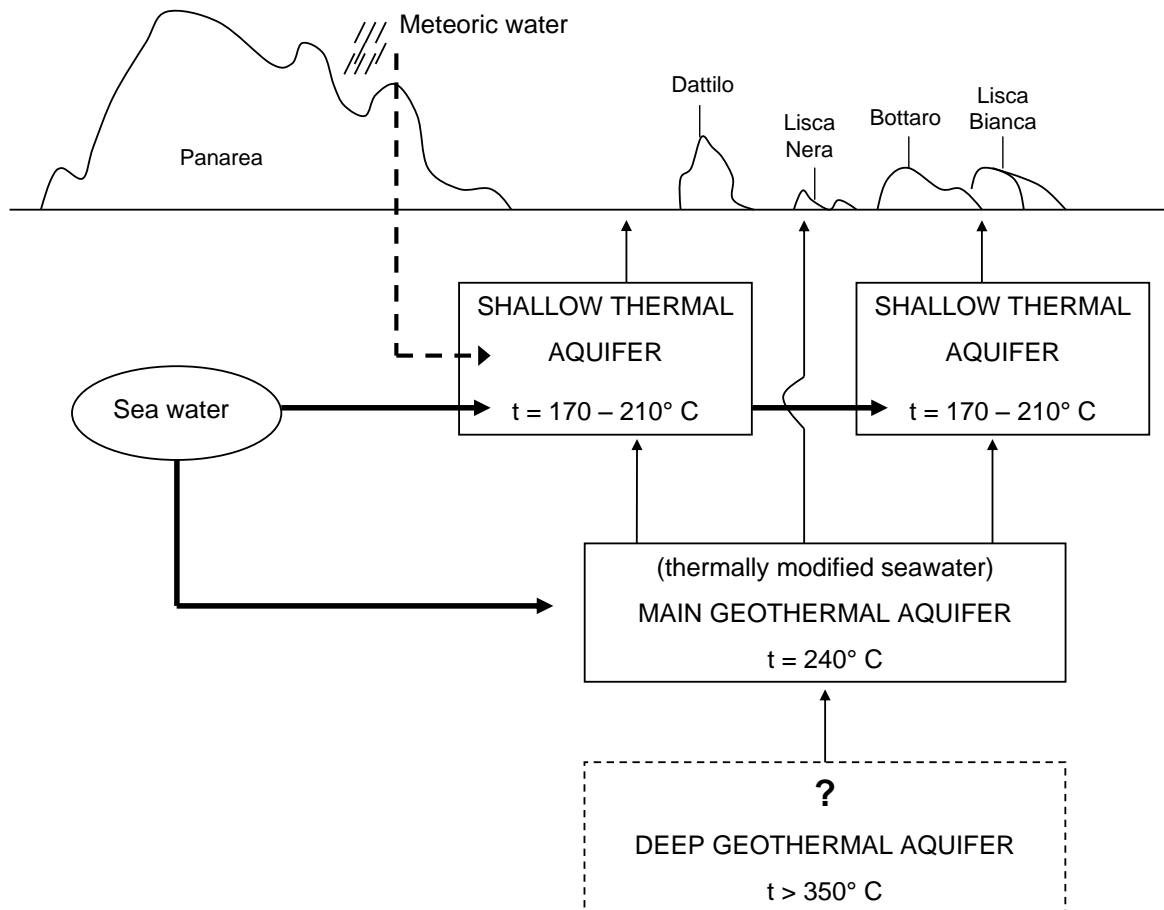 Meteoric water
Panarea
Dattilo
Lisca
Nera
Bottaro
Lisca
Bianca
SHALLOW THERMAL
AQUIFER
t = 170 – 210° C
SHALLOW THERMAL
AQUIFER
t = 170 – 210° C
Sea water
(thermally modified seawater)
MAIN GEOTHERMAL AQUIFER
t = 240° C
?
DEEP GEOTHERMAL AQUIFER
t > 350° C